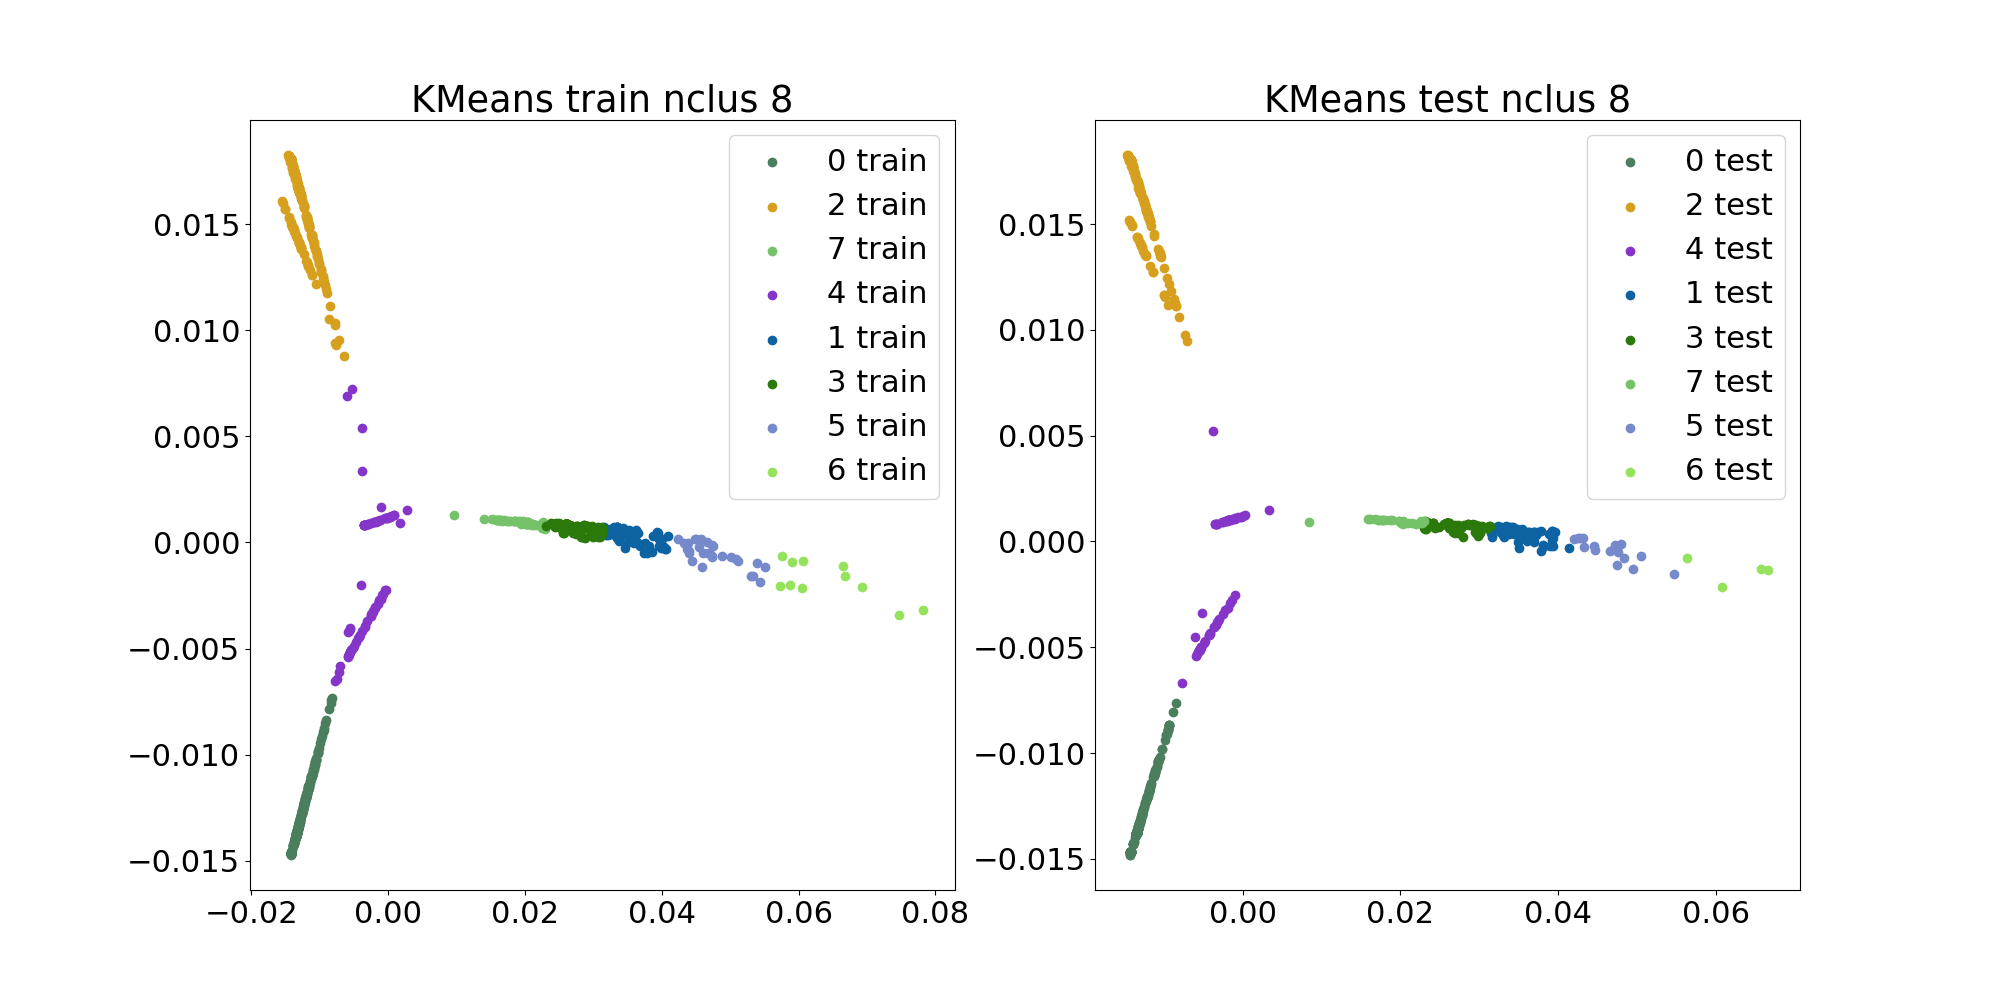 KMeans train nclus 8
0 train
2 train
7 train
4 train
1 train
3 train
5 train
6 train
0.015
0.010
0.005
0.000
−0.005
−0.010
−0.015
−0.02 0.00 0.02 0.04 0.06 0.08
KMeans test nclus 8
0 test
2 test
4 test
1 test
3 test
7 test
5 test
6 test
0.015
0.010
0.005
0.000
−0.005
−0.010
−0.015
0.00 0.02 0.04 0.06